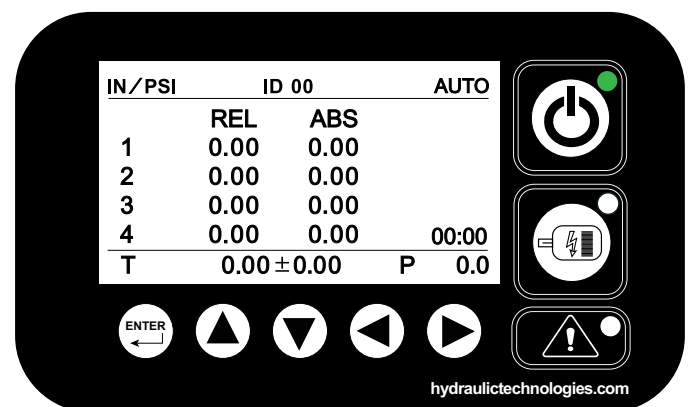 IN/PSI ID 00 AUTO
REL ABS
1 0.00 0.00
2 0.00 0.00
3 0.00 0.00
4 0.00 0.00 00:00
T 0.00±0.00 P 0.0
ENTER
hydraulictechnologies.com